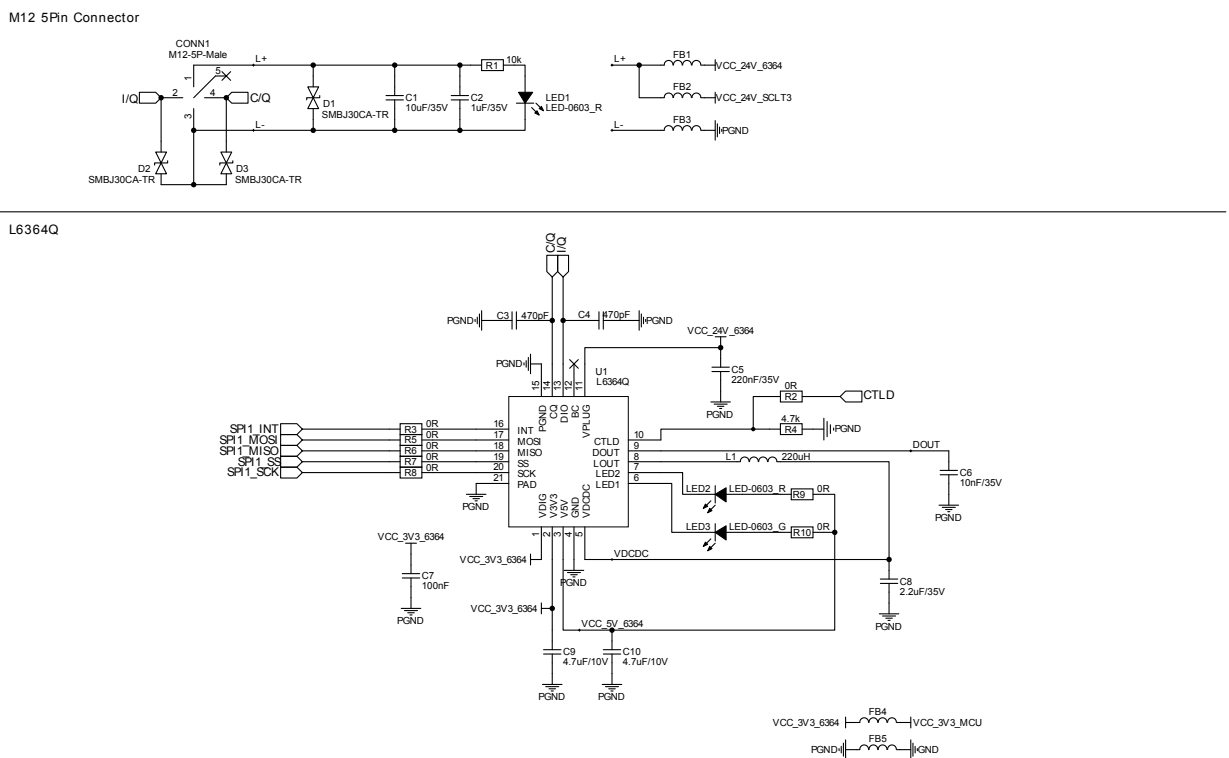 M12 5Pin Connector
CONN1
M12-5P-Male
L+
R1 10k
L+
FB1
VCC_24V_6364
5
1
I/Q 2 4 C/Q
D1
SMBJ30CA-TR
C1
10uF/35V
C2
1uF/35V
LED1
LED-0603_R
FB2
VCC_24V_SCLT3
3
L-
L-
FB3
PGND
D2
SMBJ30CA-TR
D3
SMBJ30CA-TR
L6364Q
C/Q
I/Q
PGND C3 470pF C4 470pF PGND
VCC_24V_6364
PGND
U1
L6364Q
C5
220nF/35V
PGND
15 14 13 12 11
PGND CQ DIO BC VPLUG
0R
R2 CTLD
4.7k
R4 PGND
SPI1_INT R3 0R 16 INT
SPI1_MOSI R5 0R 17 MOSI
SPI1_MISO R6 0R 18 MISO
SPI1_SS R7 0R 19 SS
SPI1_SCK R8 0R 20 SCK
21 PAD
PGND
CTLD 10
DOUT 9 DOUT
LOUT 8 L1 220uH
LED2 7
LED1 6
C6
10nF/35V
PGND
LED2 LED-0603_R R9 0R
LED3 LED-0603_G R10 0R
VDIG V3V3 V5V GND VDCDC
1 2 3 4 5
VCC_3V3_6364
C7
100nF
PGND
VCC_3V3_6364
PGND
VDCDC
C8
2.2uF/35V
PGND
VCC_3V3_6364
VCC_5V_6364
C9
4.7uF/10V
PGND
C10
4.7uF/10V
PGND
VCC_3V3_6364 FB4 VCC_3V3_MCU
PGND FB5 GND